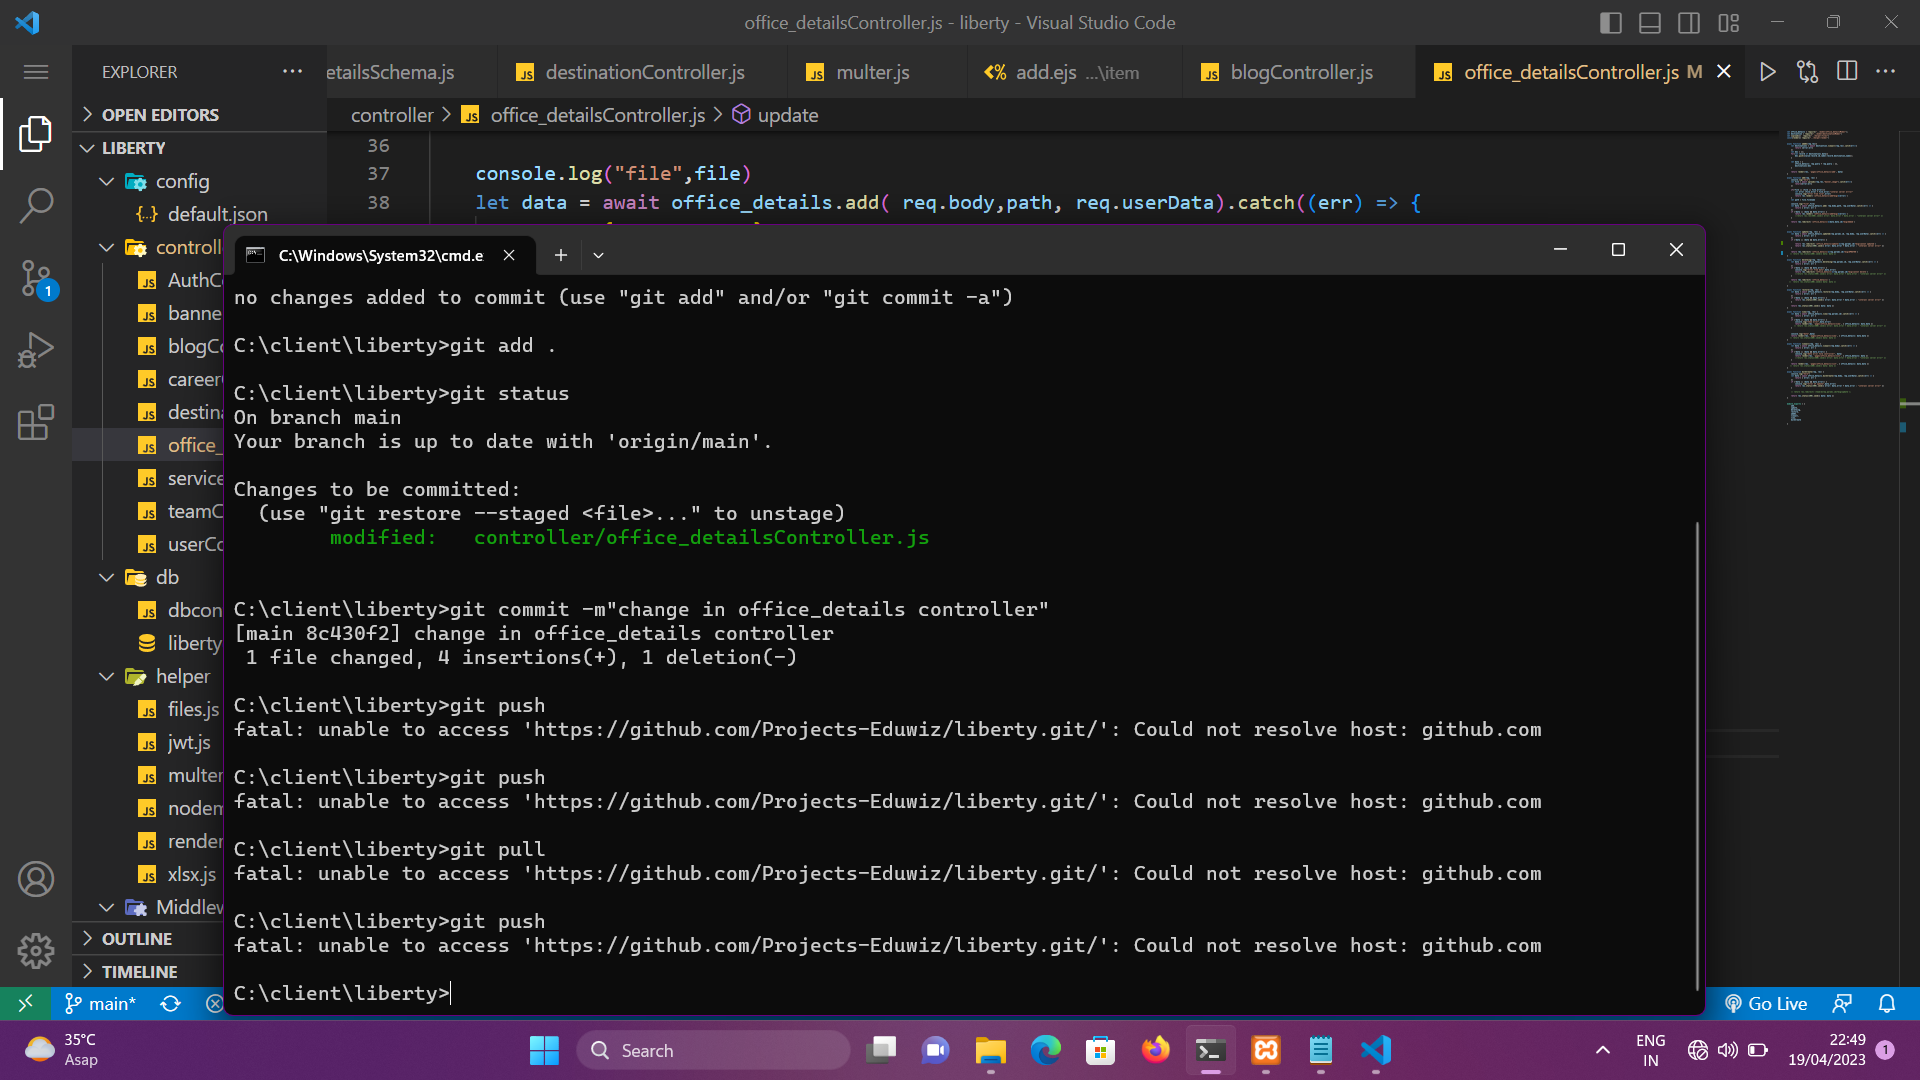 office_detailsController.js - liberty - Visual Studio Code
EXPLORER
etailsSchema.js
destinationController.js
multer.js
add.ejs ...\item
blogController.js
office_detailsController.js M
OPEN EDITORS
controller > office_detailsController.js > update
LIBERTY
config
default.json
controll
AuthCo
banne
blogCo
career
destina
office_
service
teamC
userCo
db
dbcon
liberty
helper
files.js
jwt.js
multer
nodem
render
xlsx.js
Middlew
OUTLINE
TIMELINE
36
37 console.log("file",file)
38 let data = await office_details.add( req.body,path, req.userData).catch((err) => {
C:\Windows\System32\cmd.e
no changes added to commit (use "git add" and/or "git commit -a")
C:\client\liberty>git add .
C:\client\liberty>git status
On branch main
Your branch is up to date with 'origin/main'.
Changes to be committed:
(use "git restore --staged <file>..." to unstage)
modified:   controller/office_detailsController.js
C:\client\liberty>git commit -m"change in office_details controller"
[main 8c430f2] change in office_details controller
1 file changed, 4 insertions(+), 1 deletion(-)
C:\client\liberty>git push
fatal: unable to access 'https://github.com/Projects-Eduwiz/liberty.git/': Could not resolve host: github.com
C:\client\liberty>git push
fatal: unable to access 'https://github.com/Projects-Eduwiz/liberty.git/': Could not resolve host: github.com
C:\client\liberty>git pull
fatal: unable to access 'https://github.com/Projects-Eduwiz/liberty.git/': Could not resolve host: github.com
C:\client\liberty>git push
fatal: unable to access 'https://github.com/Projects-Eduwiz/liberty.git/': Could not resolve host: github.com
C:\client\liberty>
1
main*
Go Live
35°C
Asap
Search
ENG
IN
22:49
19/04/2023
1